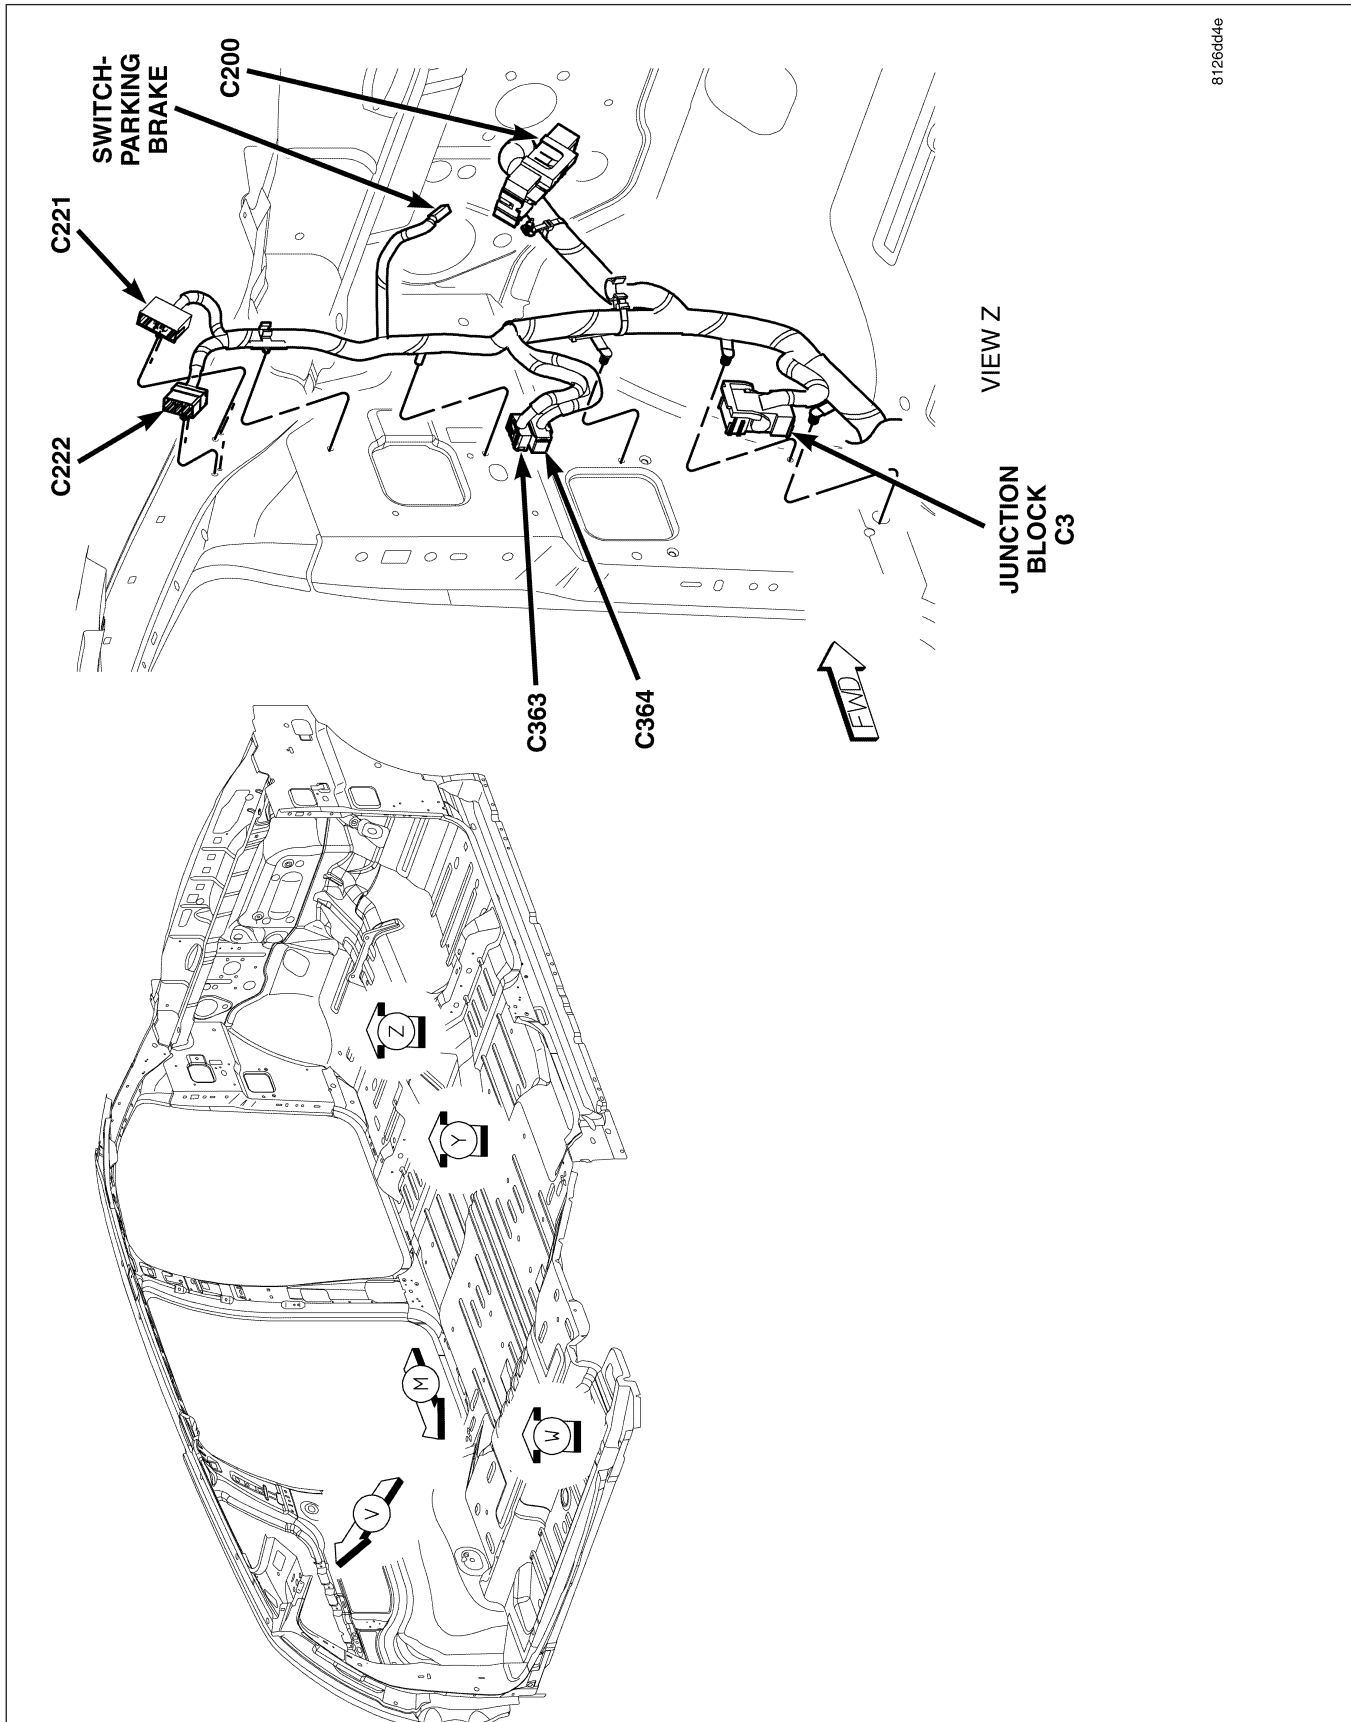 C221
C222
SWITCH-
PARKING
BRAKE
C200
C363
C364
JUNCTION
BLOCK
C3
VIEW Z
FWD
Z
Y
M
W
V
8126dd4e